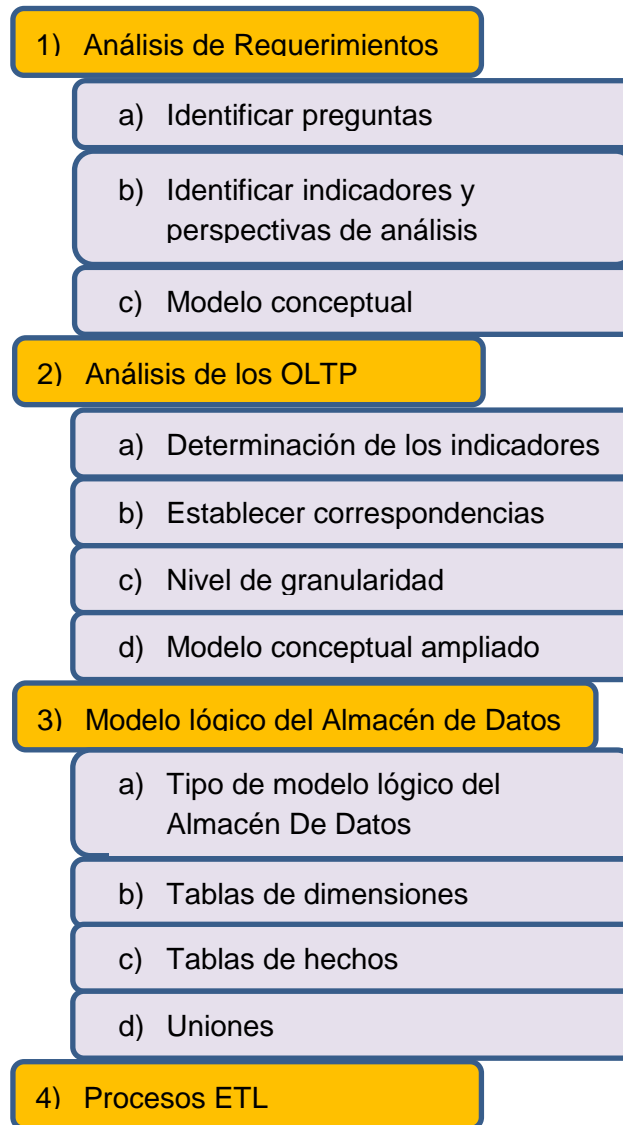 1) Análisis de Requerimientos
a) Identificar preguntas
b) Identificar indicadores y
perspectivas de análisis
c) Modelo conceptual
2) Análisis de los OLTP
a) Determinación de los indicadores
b) Establecer correspondencias
c) Nivel de granularidad
d) Modelo conceptual ampliado
3) Modelo lógico del Almacén de Datos
a) Tipo de modelo lógico del
Almacén De Datos
b) Tablas de dimensiones
c) Tablas de hechos
d) Uniones
4) Procesos ETL